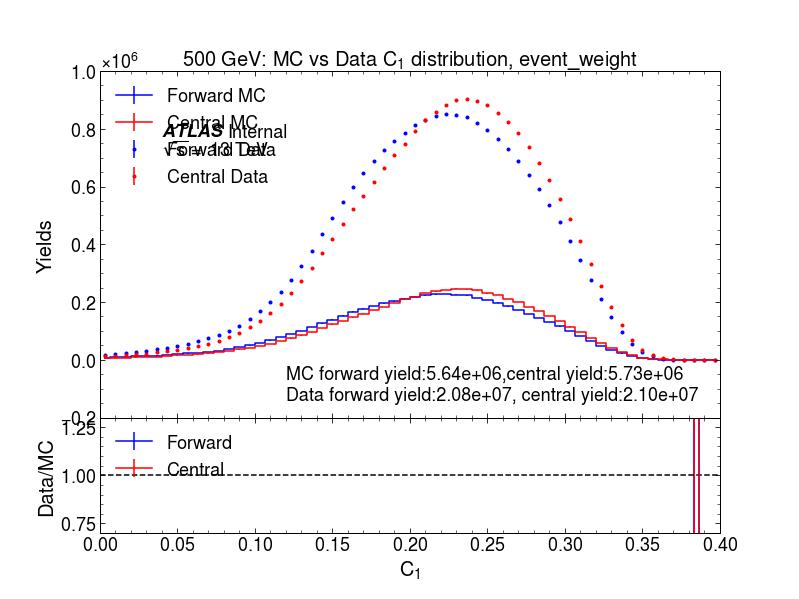 ×10⁶
500 GeV: MC vs Data C₁ distribution, event_weight
1.0
0.8
0.6
0.4
0.2
0.0
0.2
Yields
Forward MC
Central MC
ATLAS Internal
√s = 13 TeV
Forward Data
Central Data
MC forward yield:5.64e+06,central yield:5.73e+06
Data forward yield:2.08e+07, central yield:2.10e+07
1.25
1.00
0.75
Data/MC
Forward
Central
0.00 0.05 0.10 0.15 0.20 0.25 0.30 0.35 0.40
C₁